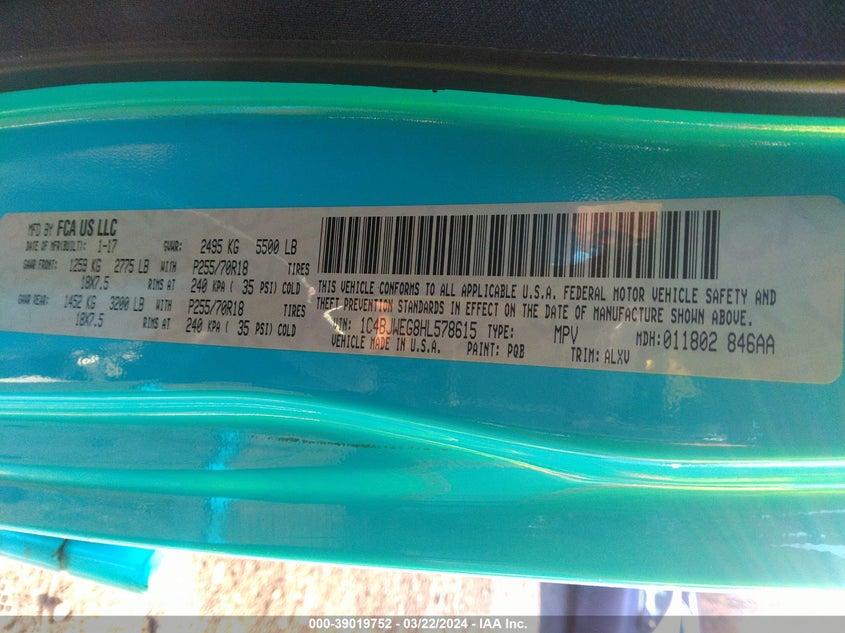 MFD BY FCA US LLC
DATE OF MFR(BUILT): 1-17 GVWR: 2495 KG 5500 LB
GAWR FRONT: 1259 KG 2775 LB WITH P255/70R18 TIRES
18X7.5 RIMS AT 240 KPA ( 35 PSI) COLD
GAWR REAR: 1452 KG 3200 LB WITH P255/70R18 TIRES
18X7.5 RIMS AT 240 KPA ( 35 PSI) COLD
THIS VEHICLE CONFORMS TO ALL APPLICABLE U.S.A. FEDERAL MOTOR VEHICLE SAFETY AND
THEFT PREVENTION STANDARDS IN EFFECT ON THE DATE OF MANUFACTURE SHOWN ABOVE.
VIN: 1C4BJWEG8HL578615 TYPE: MPV MDH:011802 846AA
VEHICLE MADE IN U.S.A. PAINT: PQB TRIM: ALXV
000-39019752 - 03/22/2024 - IAA Inc.